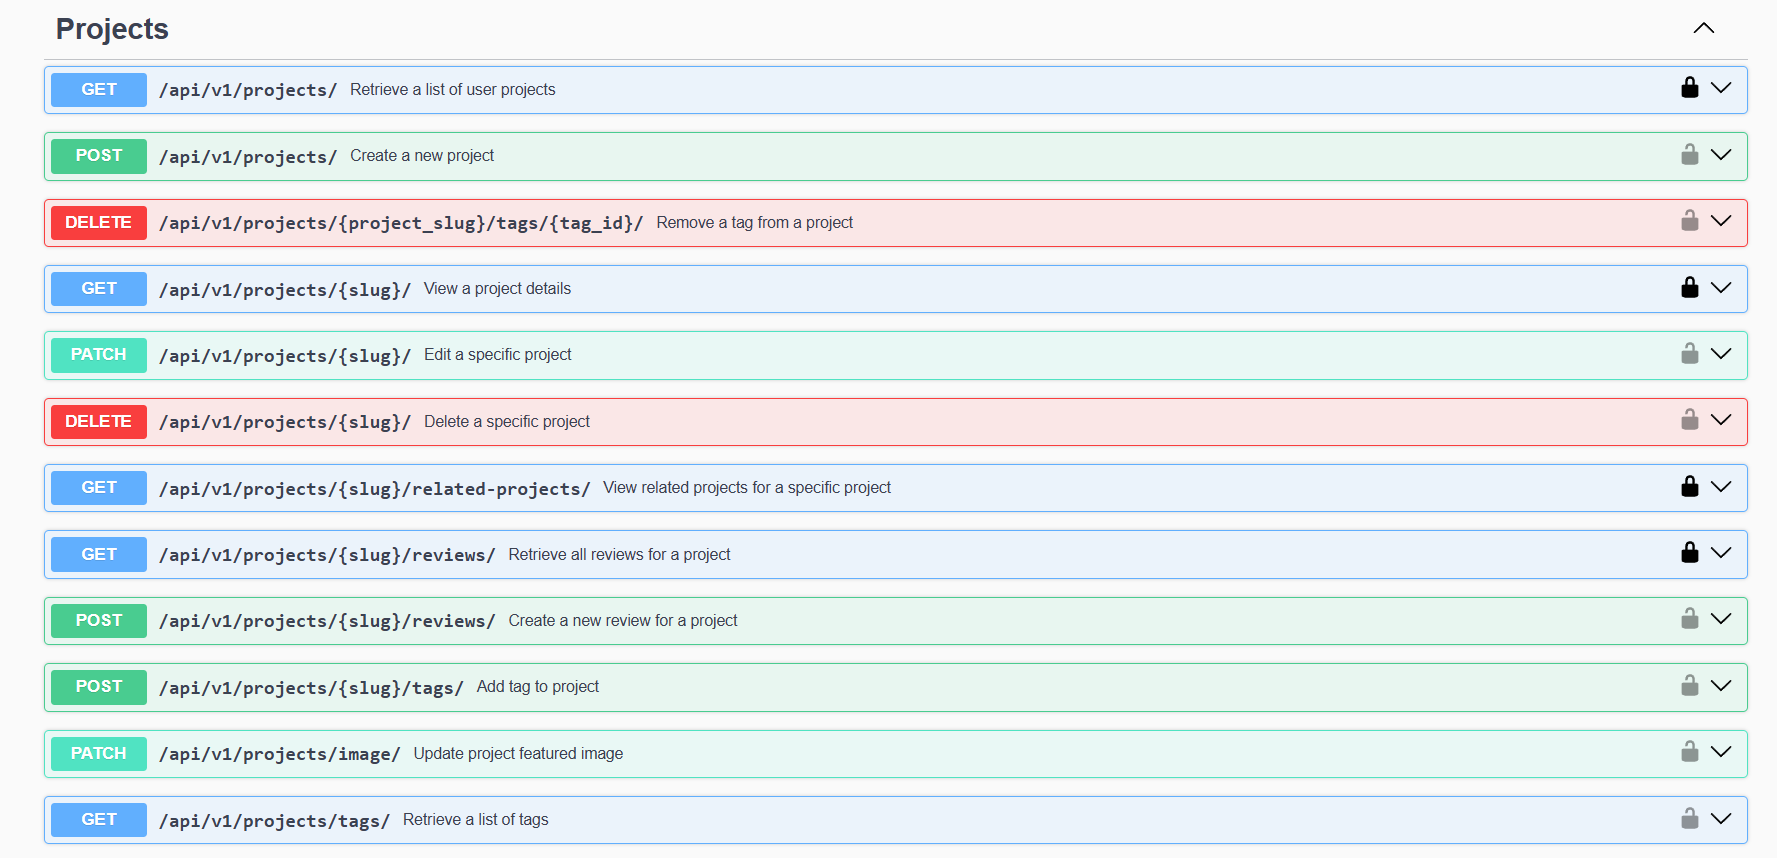 Projects
GET /api/v1/projects/ Retrieve a list of user projects
POST /api/v1/projects/ Create a new project
DELETE /api/v1/projects/{project_slug}/tags/{tag_id}/ Remove a tag from a project
GET /api/v1/projects/{slug}/ View a project details
PATCH /api/v1/projects/{slug}/ Edit a specific project
DELETE /api/v1/projects/{slug}/ Delete a specific project
GET /api/v1/projects/{slug}/related-projects/ View related projects for a specific project
GET /api/v1/projects/{slug}/reviews/ Retrieve all reviews for a project
POST /api/v1/projects/{slug}/reviews/ Create a new review for a project
POST /api/v1/projects/{slug}/tags/ Add tag to project
PATCH /api/v1/projects/image/ Update project featured image
GET /api/v1/projects/tags/ Retrieve a list of tags